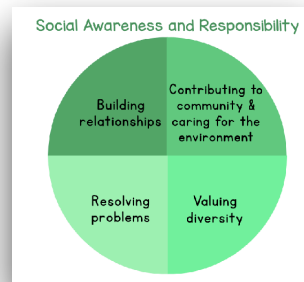 Social Awareness and Responsibility
Building
relationships
Contributing to
community &
caring for the
environment
Resolving
problems
Valuing
diversity